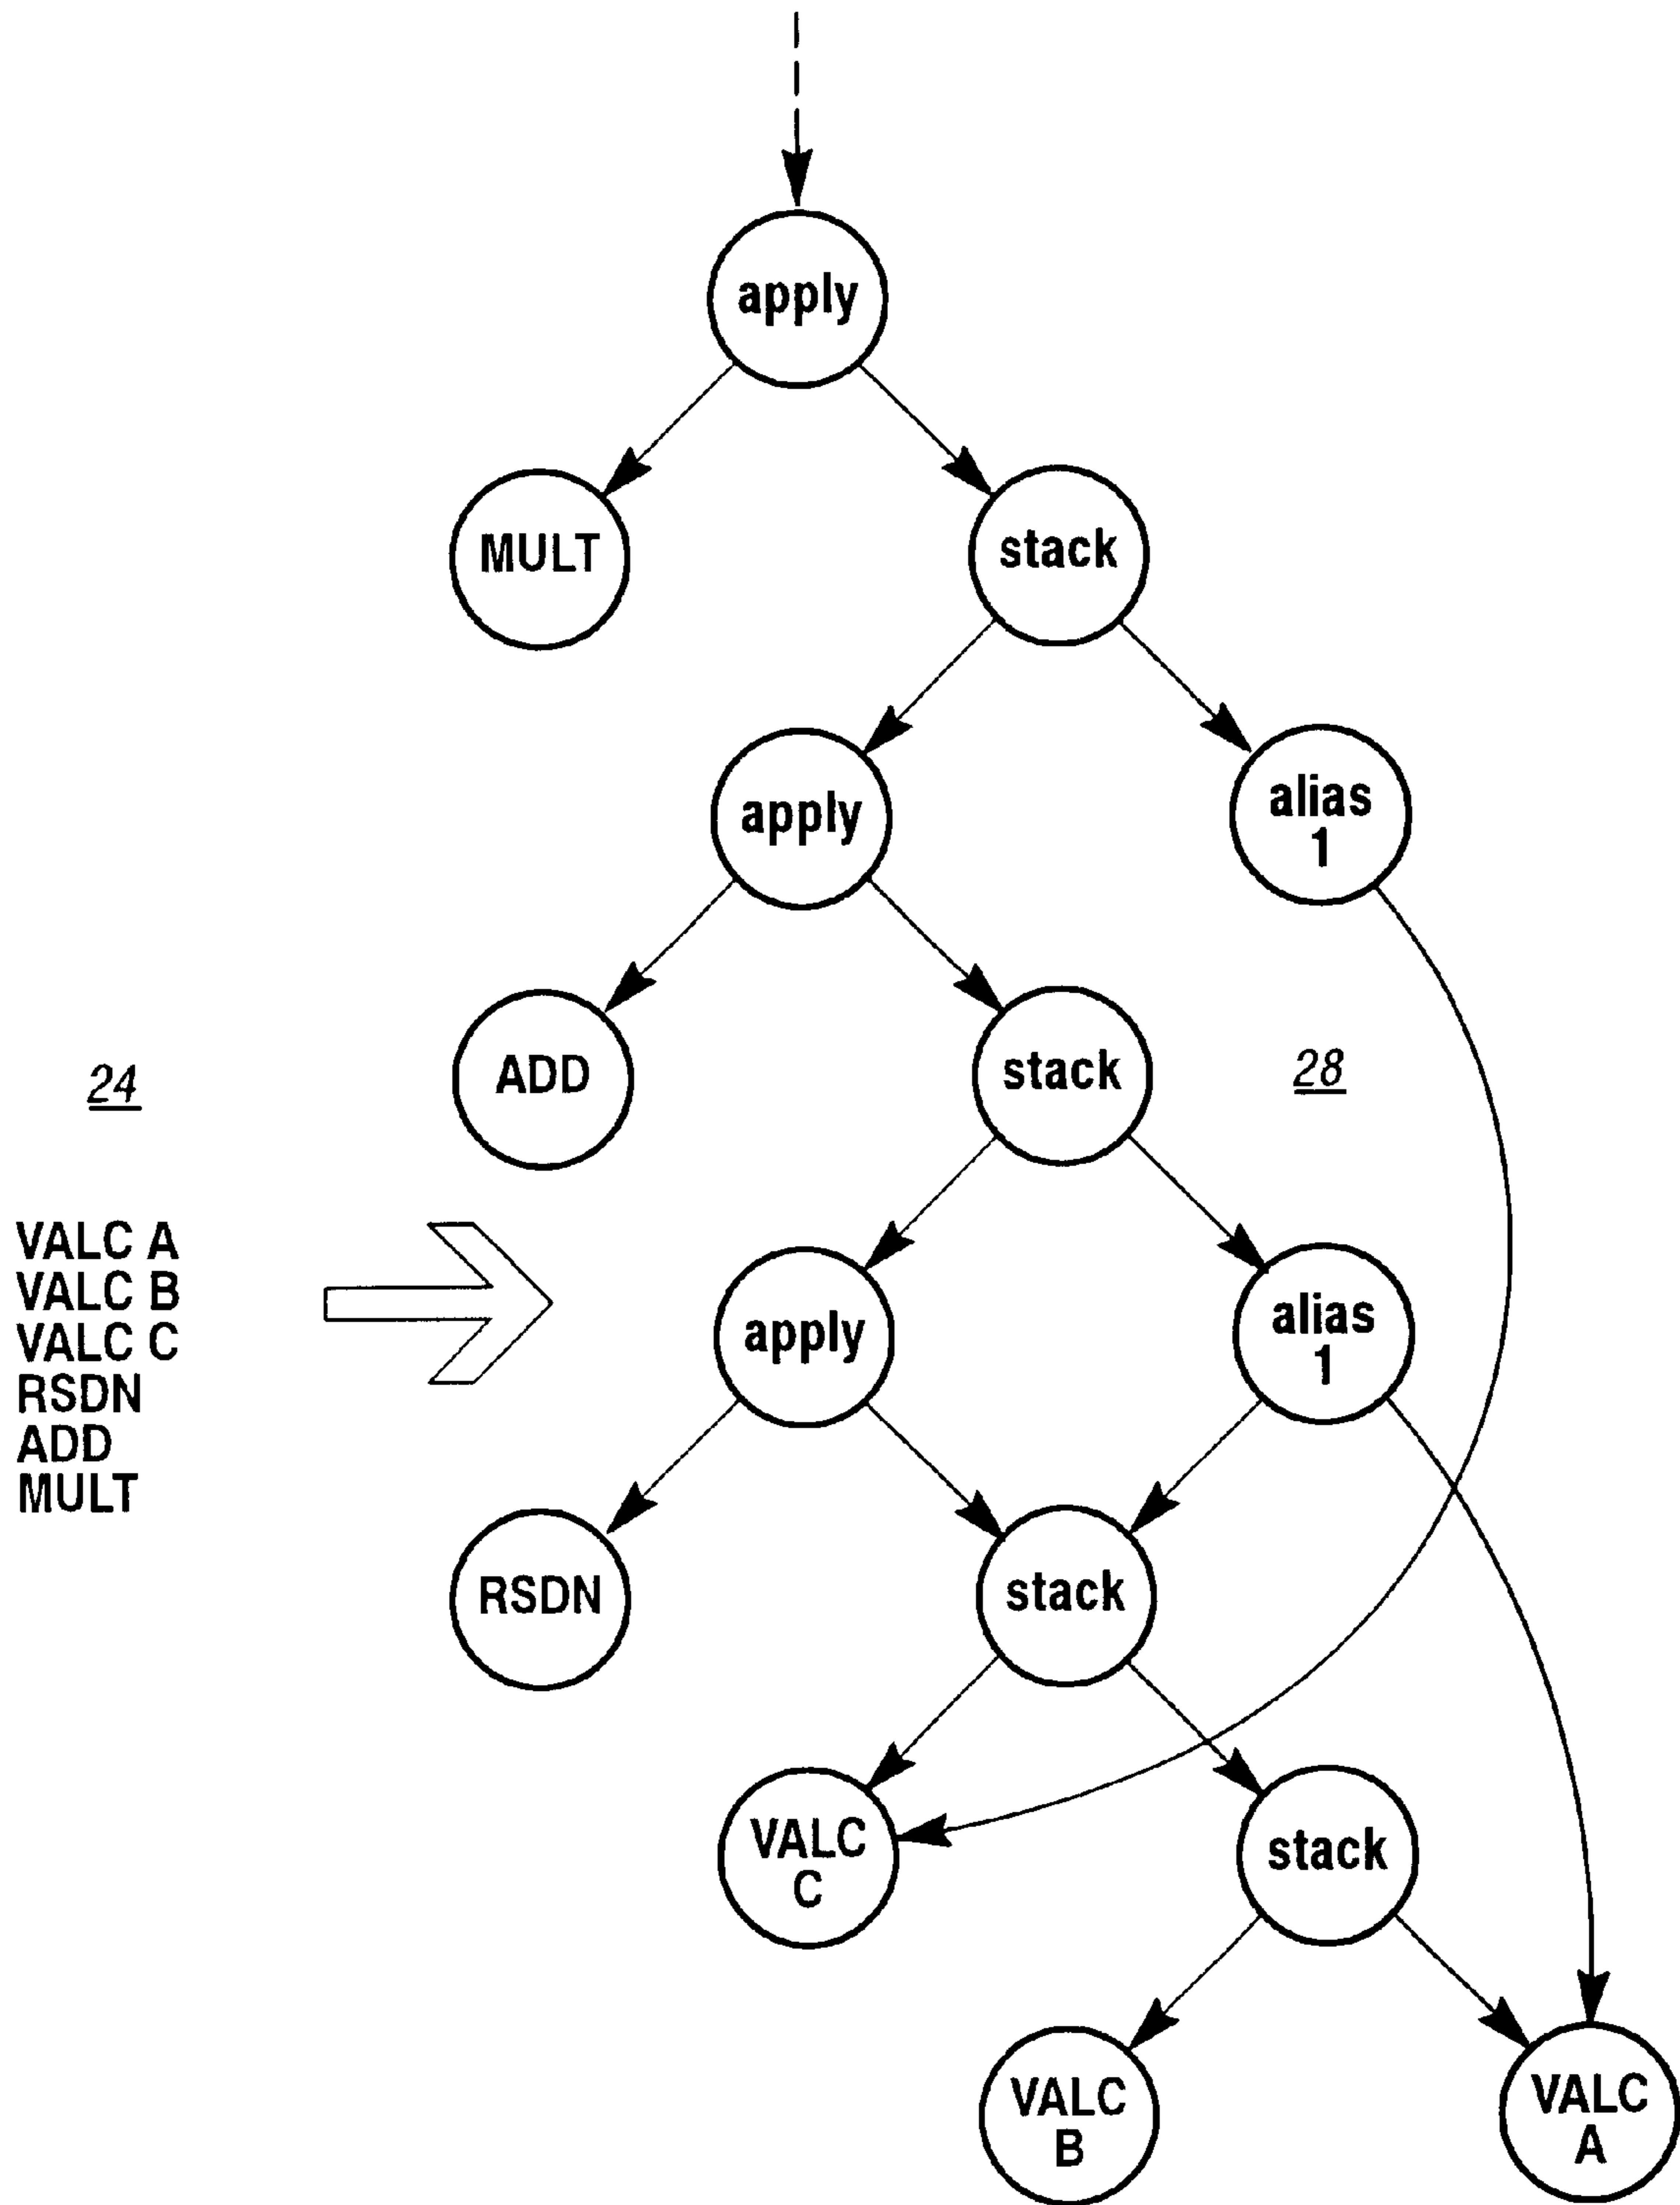 apply
MULT
stack
apply
alias
1
ADD
stack
24
28
VALC A
VALC B
VALC C
RSDN
ADD
MULT
apply
alias
1
RSDN
stack
VALC
C
stack
VALC
B
VALC
A